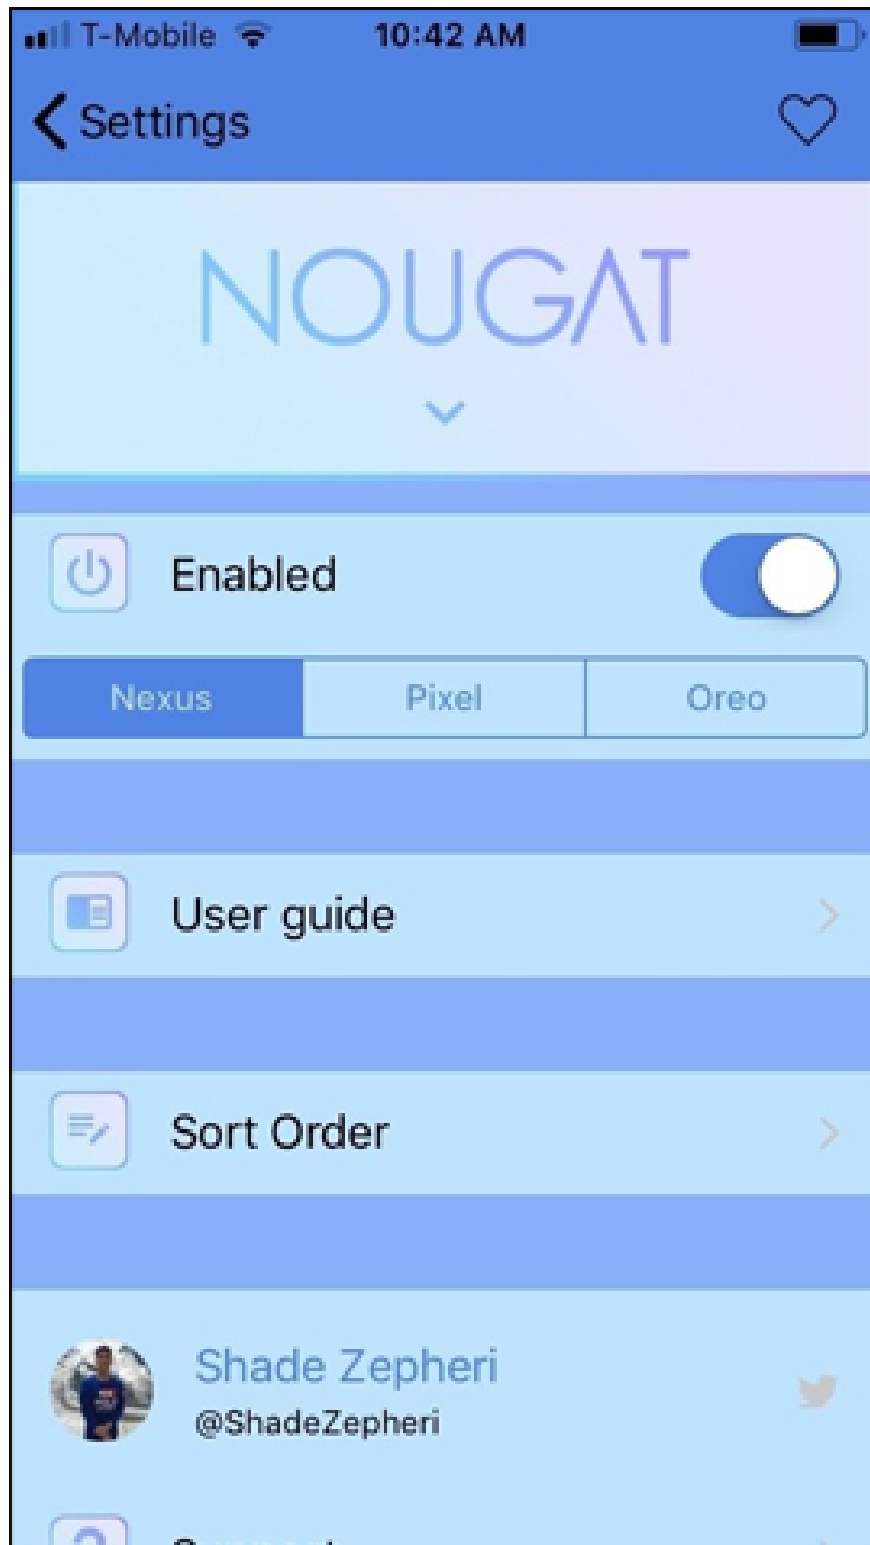 T-Mobile 10:42 AM
Settings
NOUGAT
Enabled
Nexus Pixel Oreo
User guide
Sort Order
Shade Zepheri
@ShadeZepheri